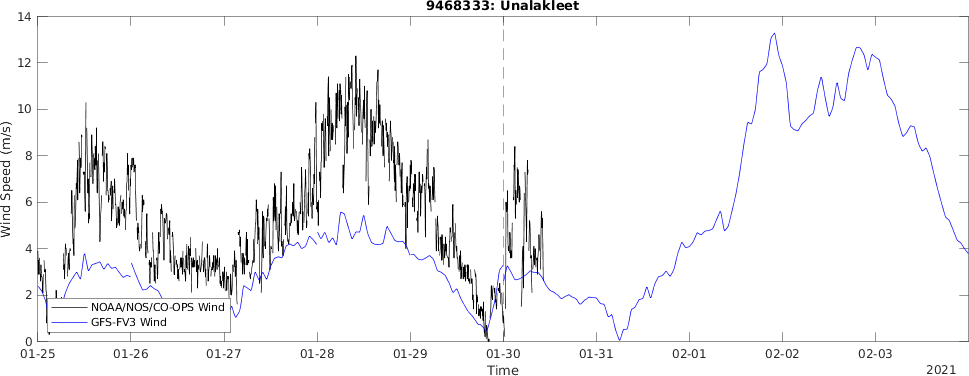 9468333: Unalakleet
14
12
10
8
6
4
2
0
Wind Speed (m/s)
NOAA/NOS/CO-OPS Wind
GFS-FV3 Wind
01-25 01-26 01-27 01-28 01-29 01-30 01-31 02-01 02-02 02-03
Time
2021